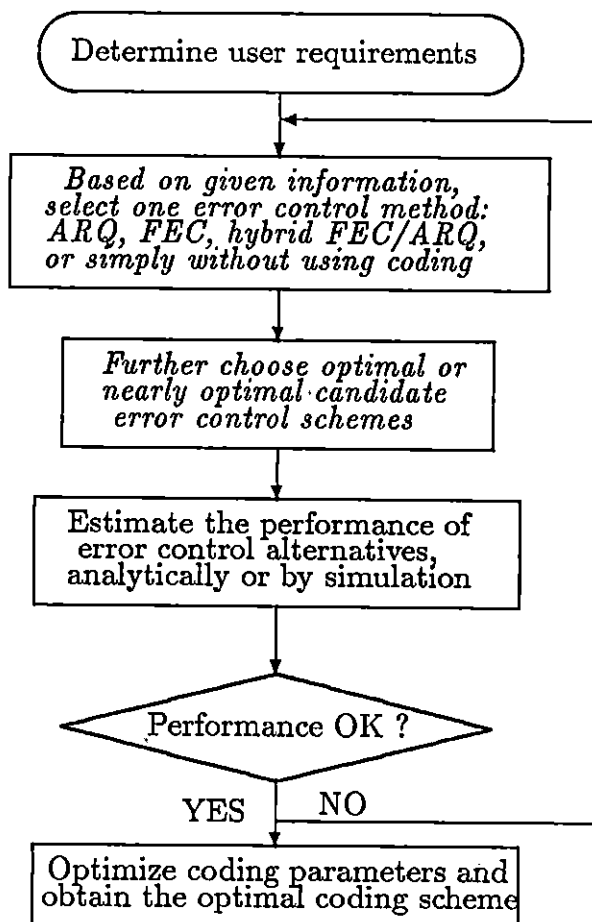 Determine user requirements
Based on given information,
select one error control method:
ARQ, FEC, hybrid FEC/ARQ,
or simply without using coding
Further choose optimal or
nearly optimal candidate
error control schemes
Estimate the performance of
error control alternatives,
analytically or by simulation
Performance OK ?
YES NO
Optimize coding parameters and
obtain the optimal coding scheme